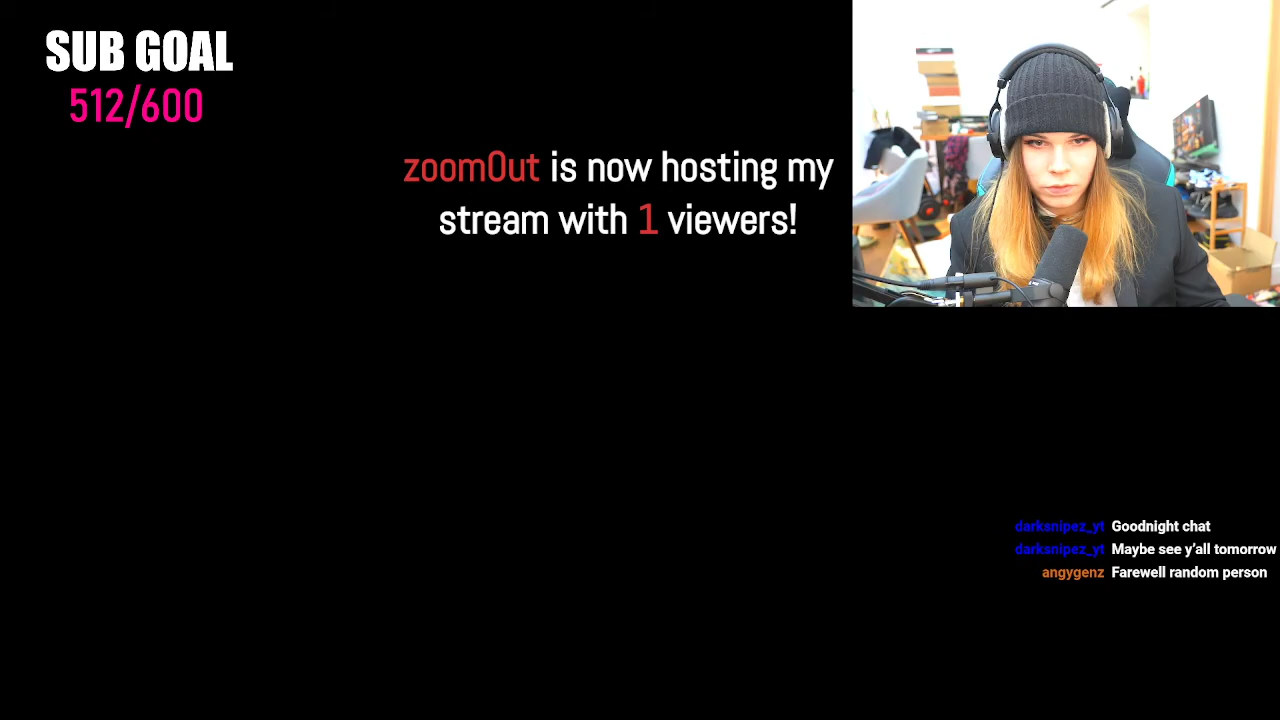 SUB GOAL
512/600
zoom0ut is now hosting my
stream with 1 viewers!
darksnipez_yt Goodnight chat
darksnipez_yt Maybe see y'all tomorrow
angygenz Farewell random person